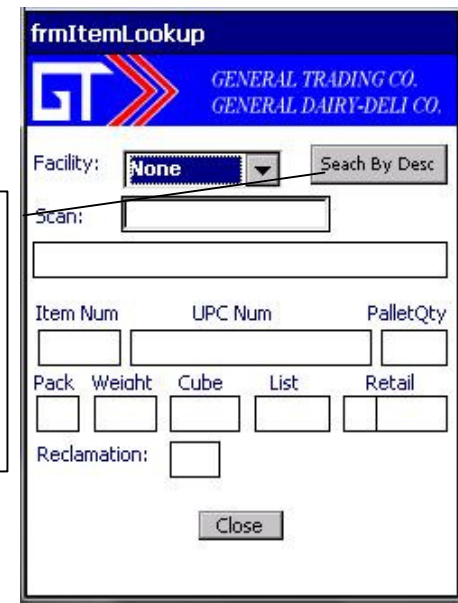 frmItemLookup
GT
GENERAL TRADING CO.
GENERAL DAIRY-DELI CO.
Facility: None Seach By Desc
Scan:
Item Num UPC Num PalletQty
Pack Weight Cube List Retail
Reclamation:
Close